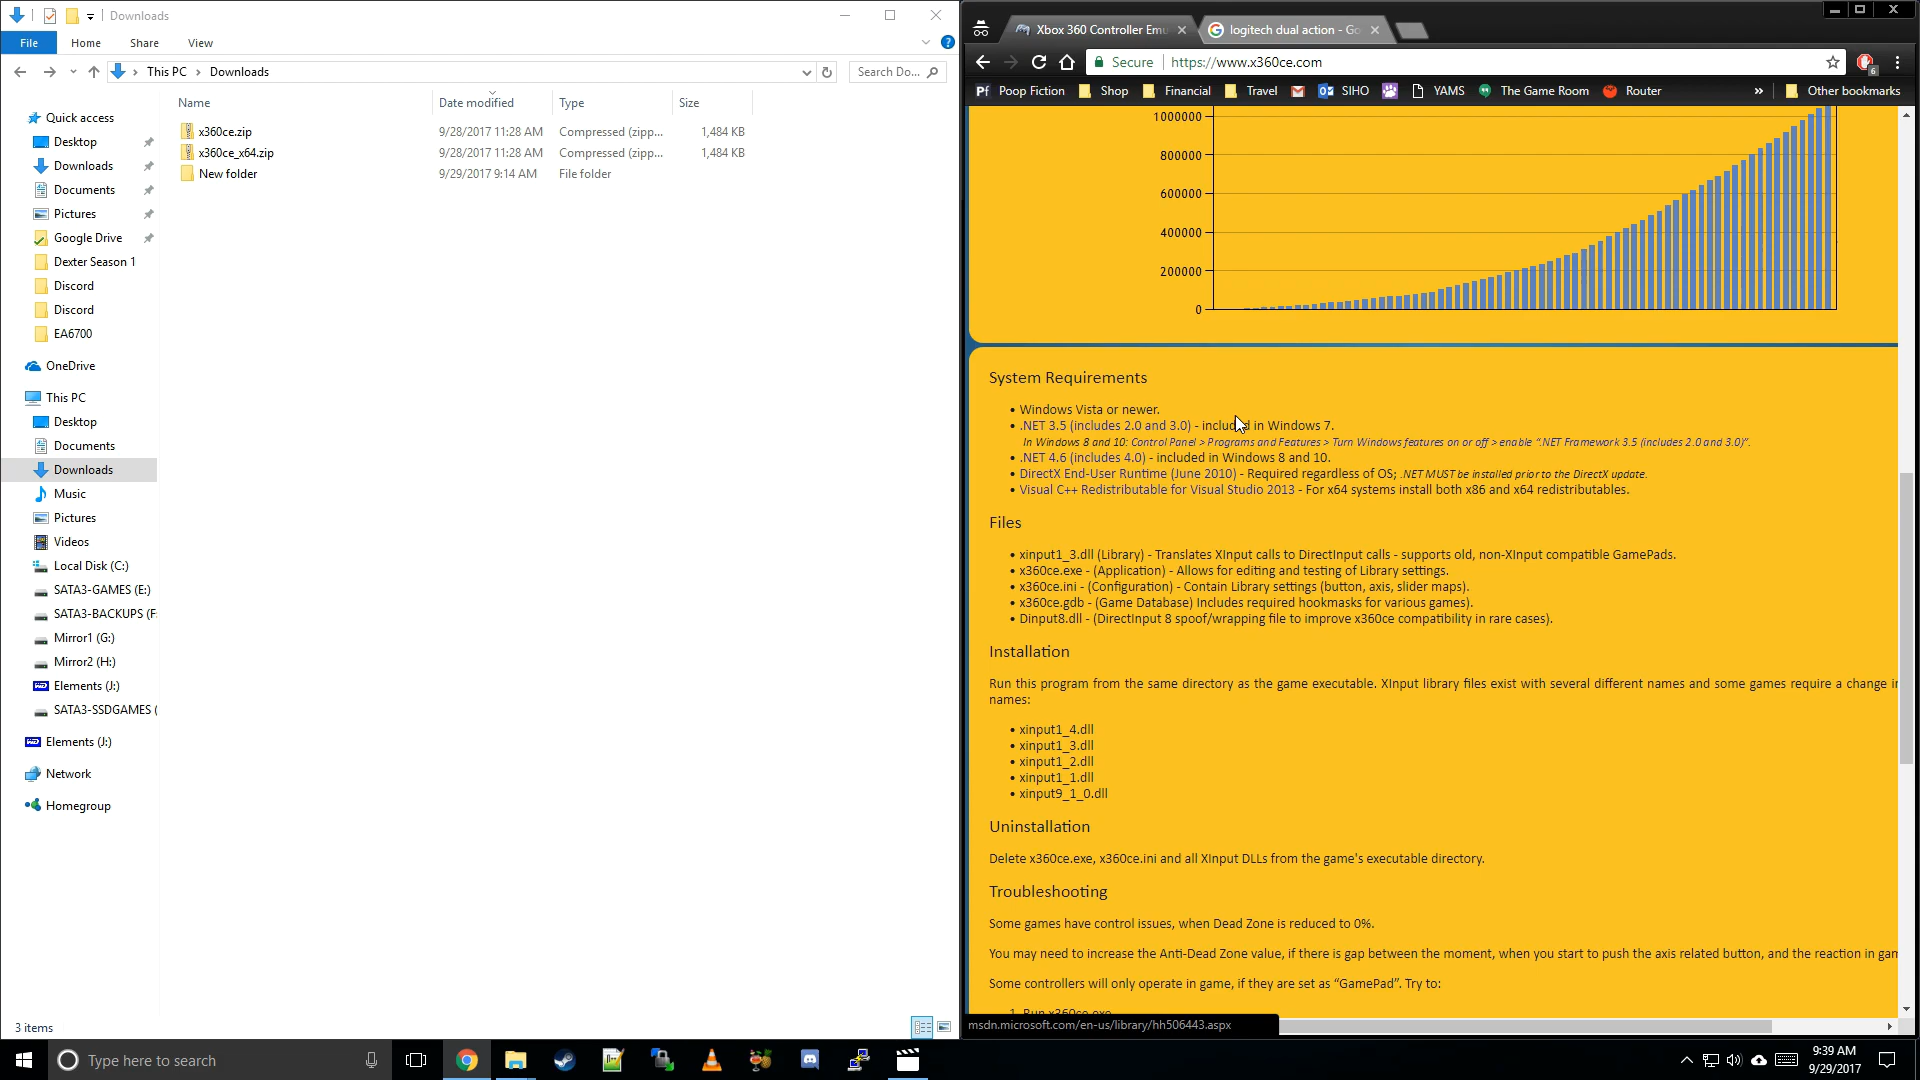 Downloads
File
Home
Share
View
This PC
Downloads
Search Do...
Name
Date modified
Type
Size
x360ce.zip
9/28/2017 11:28 AM
Compressed (zipp...
1,484 KB
x360ce_x64.zip
9/28/2017 11:28 AM
Compressed (zipp...
1,484 KB
New folder
9/29/2017 9:14 AM
File folder
Quick access
Desktop
Downloads
Documents
Pictures
Google Drive
Dexter Season 1
Discord
Discord
EA6700
OneDrive
This PC
Desktop
Documents
Downloads
Music
Pictures
Videos
Local Disk (C:)
SATA3-GAMES (E:)
SATA3-BACKUPS (F:
Mirror1 (G:)
Mirror2 (H:)
Elements (J:)
SATA3-SSDGAMES (
Elements (J:)
Network
Homegroup
3 items
Xbox 360 Controller Emu
logitech dual action - Go
Secure
https://www.x360ce.com
6
Pf Poop Fiction
Shop
Financial
Travel
SIHO
YAMS
The Game Room
Router
»
Other bookmarks
1000000
800000
600000
400000
200000
0
System Requirements
• Windows Vista or newer.
• .NET 3.5 (includes 2.0 and 3.0) - included in Windows 7.
In Windows 8 and 10: Control Panel > Programs and Features > Turn Windows features on or off > enable “.NET Framework 3.5 (includes 2.0 and 3.0)”.
• .NET 4.6 (includes 4.0) - included in Windows 8 and 10.
• DirectX End-User Runtime (June 2010) - Required regardless of OS; .NET MUST be installed prior to the DirectX update.
• Visual C++ Redistributable for Visual Studio 2013 - For x64 systems install both x86 and x64 redistributables.
Files
• xinput1_3.dll (Library) - Translates XInput calls to DirectInput calls - supports old, non-XInput compatible GamePads.
• x360ce.exe - (Application) - Allows for editing and testing of Library settings.
• x360ce.ini - (Configuration) - Contain Library settings (button, axis, slider maps).
• x360ce.gdb - (Game Database) Includes required hookmasks for various games).
• Dinput8.dll - (DirectInput 8 spoof/wrapping file to improve x360ce compatibility in rare cases).
Installation
Run this program from the same directory as the game executable. XInput library files exist with several different names and some games require a change in
names:
• xinput1_4.dll
• xinput1_3.dll
• xinput1_2.dll
• xinput1_1.dll
• xinput9_1_0.dll
Uninstallation
Delete x360ce.exe, x360ce.ini and all XInput DLLs from the game's executable directory.
Troubleshooting
Some games have control issues, when Dead Zone is reduced to 0%.
You may need to increase the Anti-Dead Zone value, if there is gap between the moment, when you start to push the axis related button, and the reaction in gam
Some controllers will only operate in game, if they are set as “GamePad”. Try to:
1. Run x360ce.exe
msdn.microsoft.com/en-us/library/hh506443.aspx
Type here to search
9:39 AM
9/29/2017